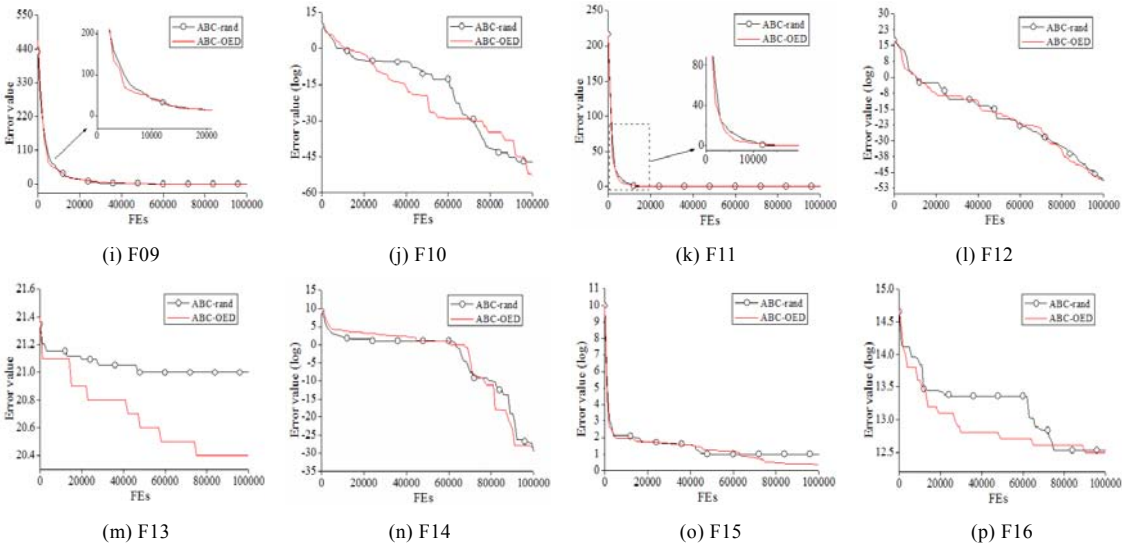 ABC-rand
ABC-OED
Error value
440
330
220
110
0
200
100
0
0 10000 20000
0 20000 40000 60000 80000 100000
FEs
(i) F09
ABC-rand
ABC-OED
Error value (log)
15
0
-15
-30
-45
-60
0 20000 40000 60000 80000 100000
FEs
(j) F10
ABC-rand
ABC-OED
Error value
250
200
150
100
50
0
80
40
0
0 10000
0 20000 40000 60000 80000 100000
FEs
(k) F11
ABC-rand
ABC-OED
Error value (log)
30
22
15
8
0
-8
-15
-22
-30
-38
-45
-53
0 20000 40000 60000 80000 100000
FEs
(l) F12
ABC-rand
ABC-OED
Error value
21.6
21.4
21.2
21.0
20.8
20.6
20.4
0 20000 40000 60000 80000 100000
FEs
(m) F13
ABC-rand
ABC-OED
Error value (log)
15
10
5
0
-5
-10
-15
-20
-25
-30
-35
0 20000 40000 60000 80000 100000
FEs
(n) F14
ABC-rand
ABC-OED
Error value (log)
11
10
9
8
7
6
5
4
3
2
1
0
0 20000 40000 60000 80000 100000
FEs
(o) F15
ABC-rand
ABC-OED
Error value (log)
15.0
14.5
14.0
13.5
13.0
12.5
0 20000 40000 60000 80000 100000
FEs
(p) F16